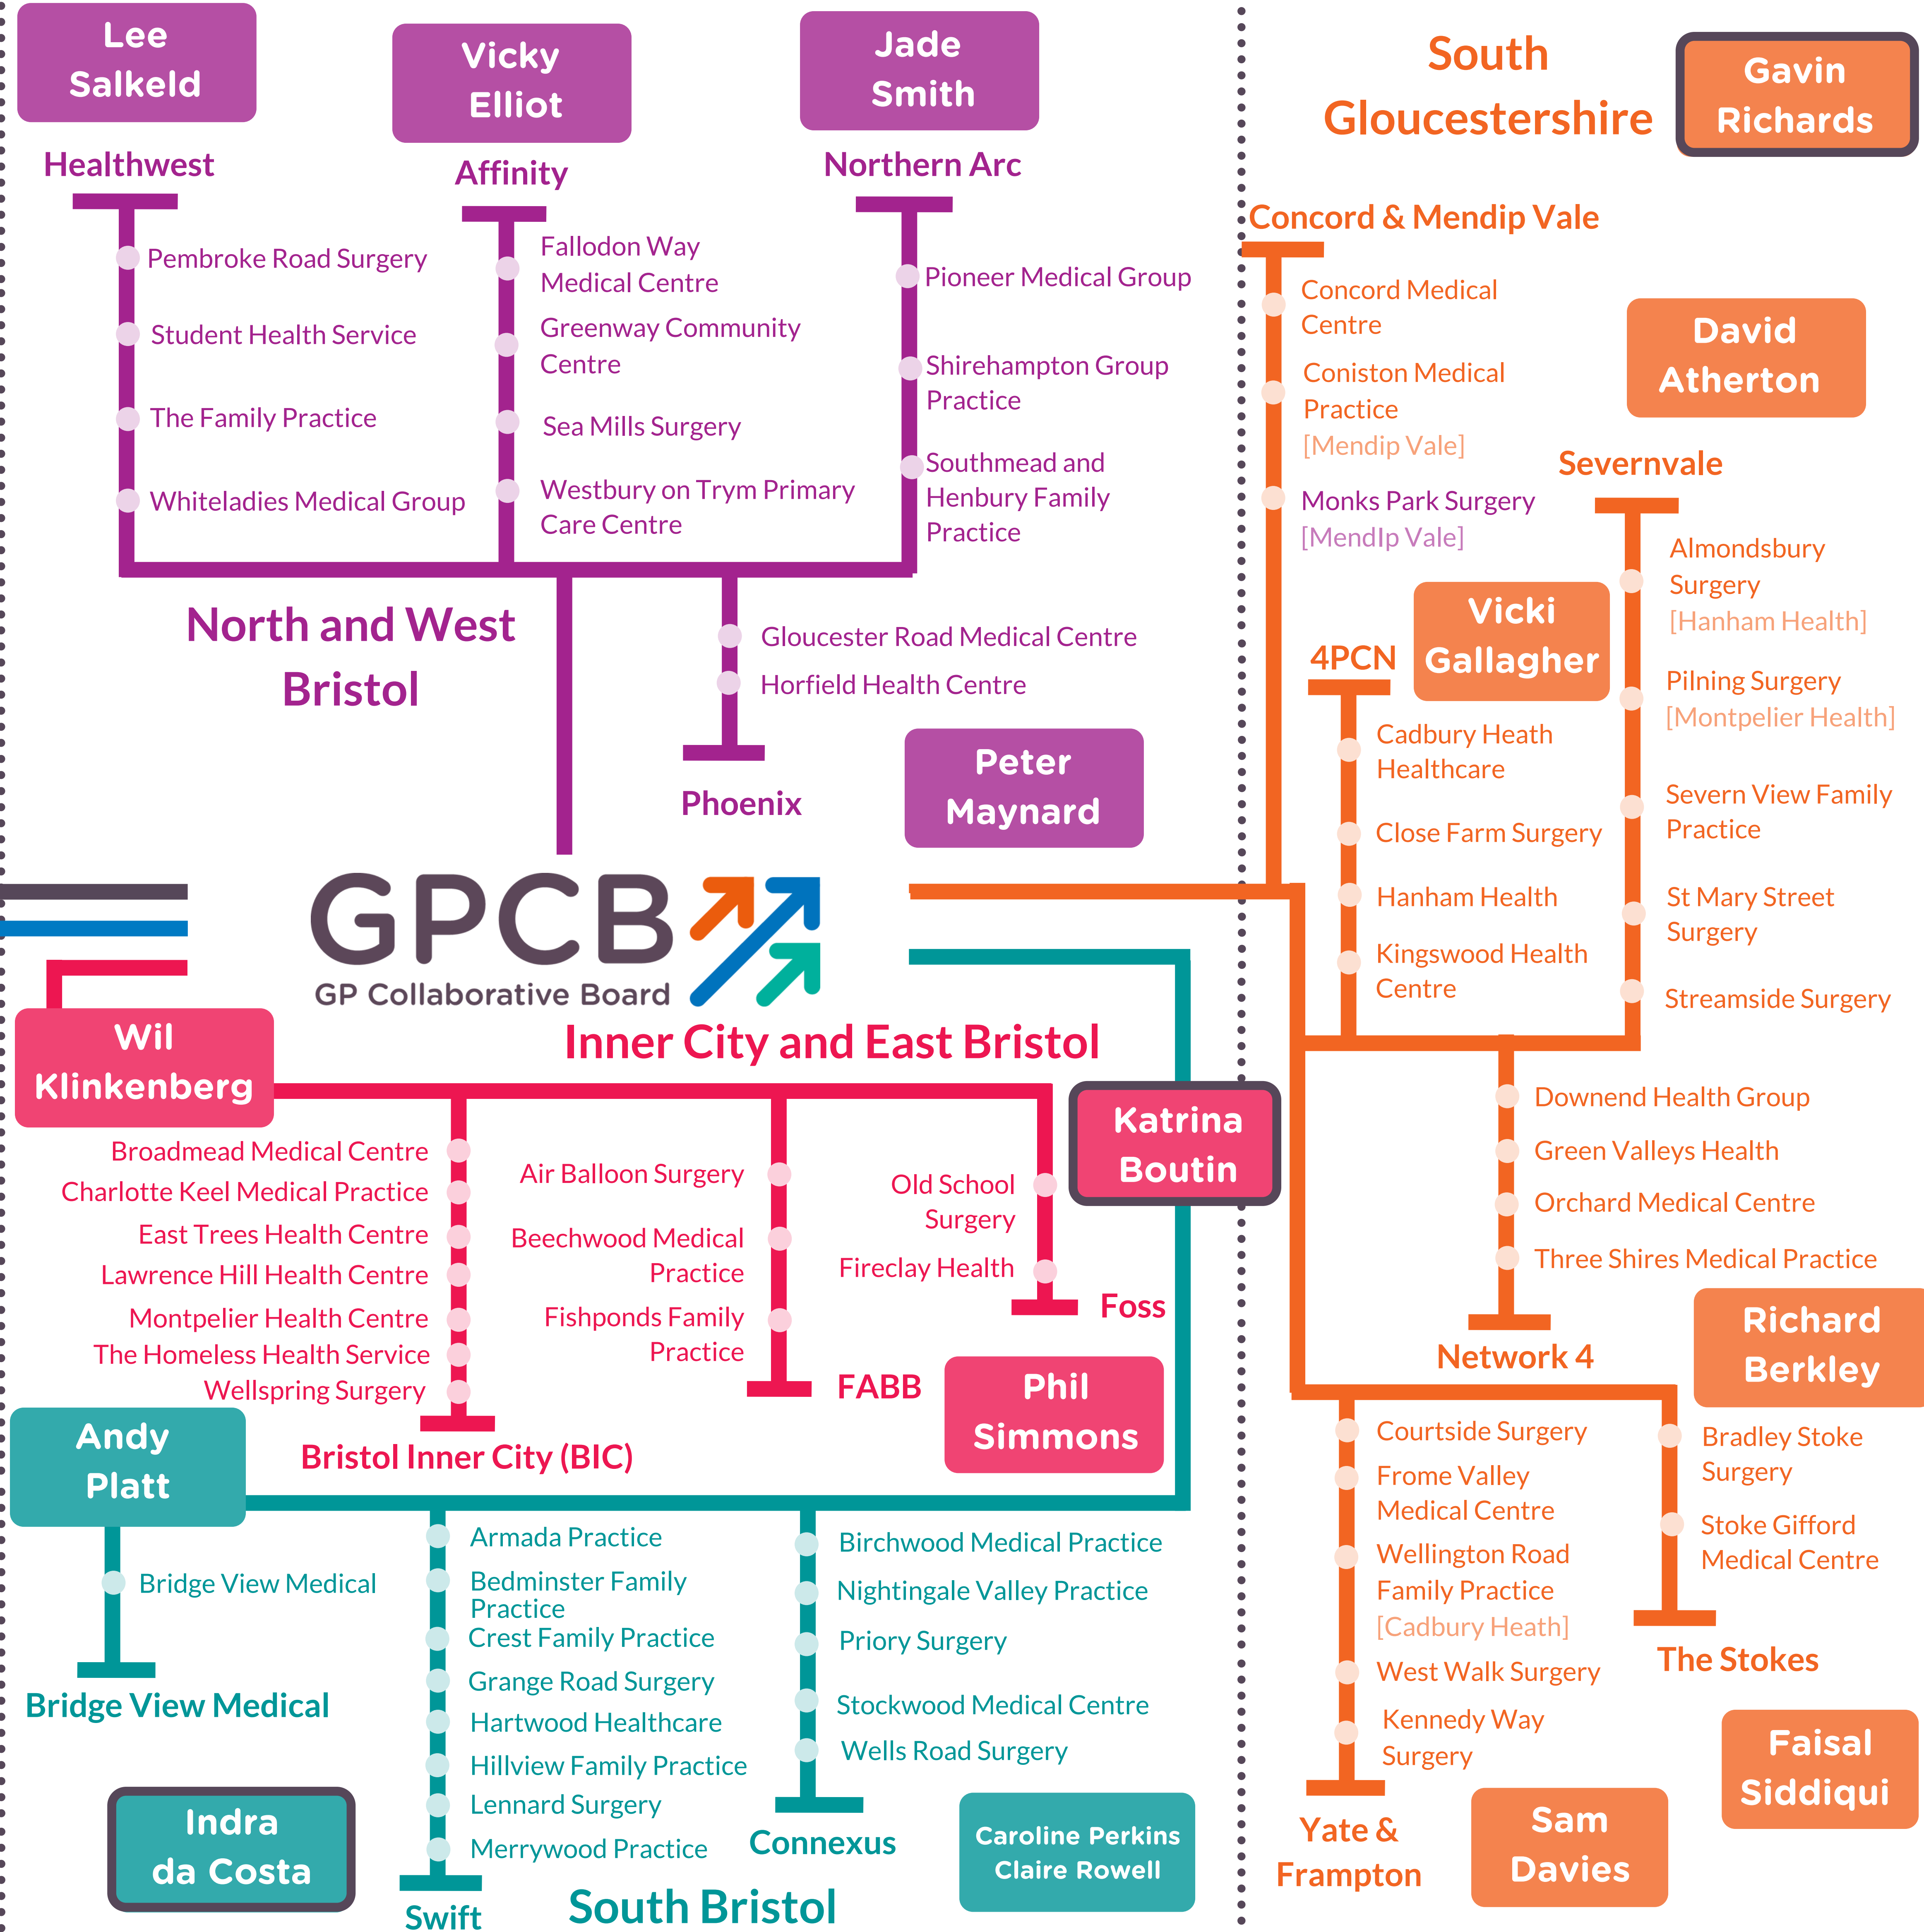 Lee
Salkeld
Vicky
Elliot
Jade
Smith
Healthwest
Pembroke Road Surgery
Student Health Service
The Family Practice
Whiteladies Medical Group
Affinity
Fallodon Way
Medical Centre
Greenway Community
Centre
Sea Mills Surgery
Westbury on Trym Primary
Care Centre
Northern Arc
Pioneer Medical Group
Shirehampton Group
Practice
Southmead and
Henbury Family
Practice
North and West
Bristol
Gloucester Road Medical Centre
Horfield Health Centre
Phoenix
Peter
Maynard
South
Gloucestershire
Gavin
Richards
Concord & Mendip Vale
Concord Medical
Centre
Coniston Medical
Practice
[Mendip Vale]
Monks Park Surgery
[MendIp Vale]
David
Atherton
Severnvale
Almondsbury
Surgery
[Hanham Health]
Pilning Surgery
[Montpelier Health]
Severn View Family
Practice
St Mary Street
Surgery
Streamside Surgery
Vicki
Gallagher
4PCN
Cadbury Heath
Healthcare
Close Farm Surgery
Hanham Health
Kingswood Health
Centre
GPCB
GP Collaborative Board
Inner City and East Bristol
Wil
Klinkenberg
Katrina
Boutin
Broadmead Medical Centre
Charlotte Keel Medical Practice
East Trees Health Centre
Lawrence Hill Health Centre
Montpelier Health Centre
The Homeless Health Service
Wellspring Surgery
Bristol Inner City (BIC)
Air Balloon Surgery
Beechwood Medical
Practice
Fishponds Family
Practice
FABB
Old School
Surgery
Fireclay Health
Foss
Phil
Simmons
Downend Health Group
Green Valleys Health
Orchard Medical Centre
Three Shires Medical Practice
Network 4
Richard
Berkley
Andy
Platt
Bridge View Medical
Bridge View Medical
Armada Practice
Bedminster Family
Practice
Crest Family Practice
Grange Road Surgery
Hartwood Healthcare
Hillview Family Practice
Lennard Surgery
Merrywood Practice
Swift
Birchwood Medical Practice
Nightingale Valley Practice
Priory Surgery
Stockwood Medical Centre
Wells Road Surgery
Connexus
Indra
da Costa
South Bristol
Caroline Perkins
Claire Rowell
Courtside Surgery
Frome Valley
Medical Centre
Wellington Road
Family Practice
[Cadbury Heath]
West Walk Surgery
Kennedy Way
Surgery
Yate &
Frampton
Bradley Stoke
Surgery
Stoke Gifford
Medical Centre
The Stokes
Sam
Davies
Faisal
Siddiqui